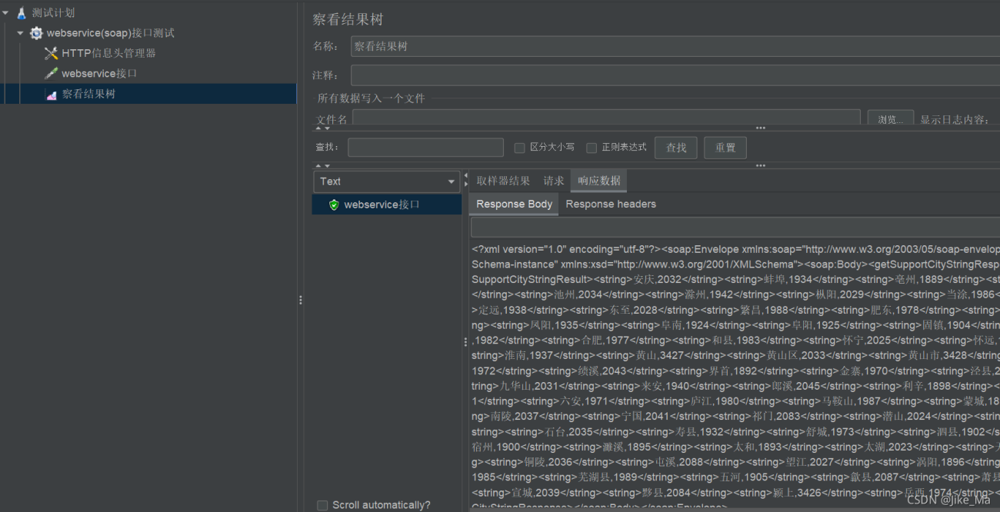 测试计划
webservice(soap)接口测试
HTTP信息头管理器
webservice接口
察看结果树
察看结果树
名称: 察看结果树
注释:
所有数据写入一个文件
文件名 浏览... 显示日志内容:
查找: 区分大小写 正则表达式 查找 重置
Text
取样器结果 请求 响应数据
webservice接口
Response Body Response headers
<?xml version="1.0" encoding="utf-8"?><soap:Envelope xmlns:soap="http://www.w3.org/2003/05/soap-envelop
Schema-instance" xmlns:xsd="http://www.w3.org/2001/XMLSchema"><soap:Body><getSupportCityStringResp
SupportCityStringResult><string>安庆,2032</string><string>蚌埠,1934</string><string>亳州,1889</string><st
</string><string>池州,2034</string><string>滁州,1942</string><string>枞阳,2029</string><string>当涂,1986<
>定远,1938</string><string>东至,2028</string><string>繁昌,1988</string><string>肥东,1978</string><string>
ng><string>凤阳,1935</string><string>阜南,1924</string><string>阜阳,1925</string><string>固镇,1904</strin
,1982</string><string>合肥,1977</string><string>和县,1983</string><string>怀宁,2025</string><string>怀远,1
string>淮南,1937</string><string>黄山,3427</string><string>黄山区,2033</string><string>黄山市,3428</string
1972</string><string>绩溪,2043</string><string>界首,1892</string><string>金寨,1970</string><string>泾县,2
tring>九华山,2031</string><string>来安,1940</string><string>郎溪,2045</string><string>利辛,1898</string><
1</string><string>六安,1971</string><string>庐江,1980</string><string>马鞍山,1987</string><string>蒙城,18
ng>南陵,2037</string><string>宁国,2041</string><string>祁门,2083</string><string>潜山,2024</string><string
string>石台,2035</string><string>寿县,1932</string><string>舒城,1973</string><string>泗县,1902</string>
宿州,1900</string><string>濉溪,1895</string><string>太和,1893</string><string>太湖,2023</string><string>
g><string>铜陵,2036</string><string>屯溪,2088</string><string>望江,2027</string><string>涡阳,1896</string
1985</string><string>芜湖县,1989</string><string>五河,1905</string><string>歙县,2087</string><string>萧县
<string>宣城,2039</string><string>黟县,2084</string><string>颍上,3426</string><string>岳西,1974</string>
CityStringResponse></soap:Body></soap:Envelope>
Scroll automatically?
CSDN @Jike_Ma